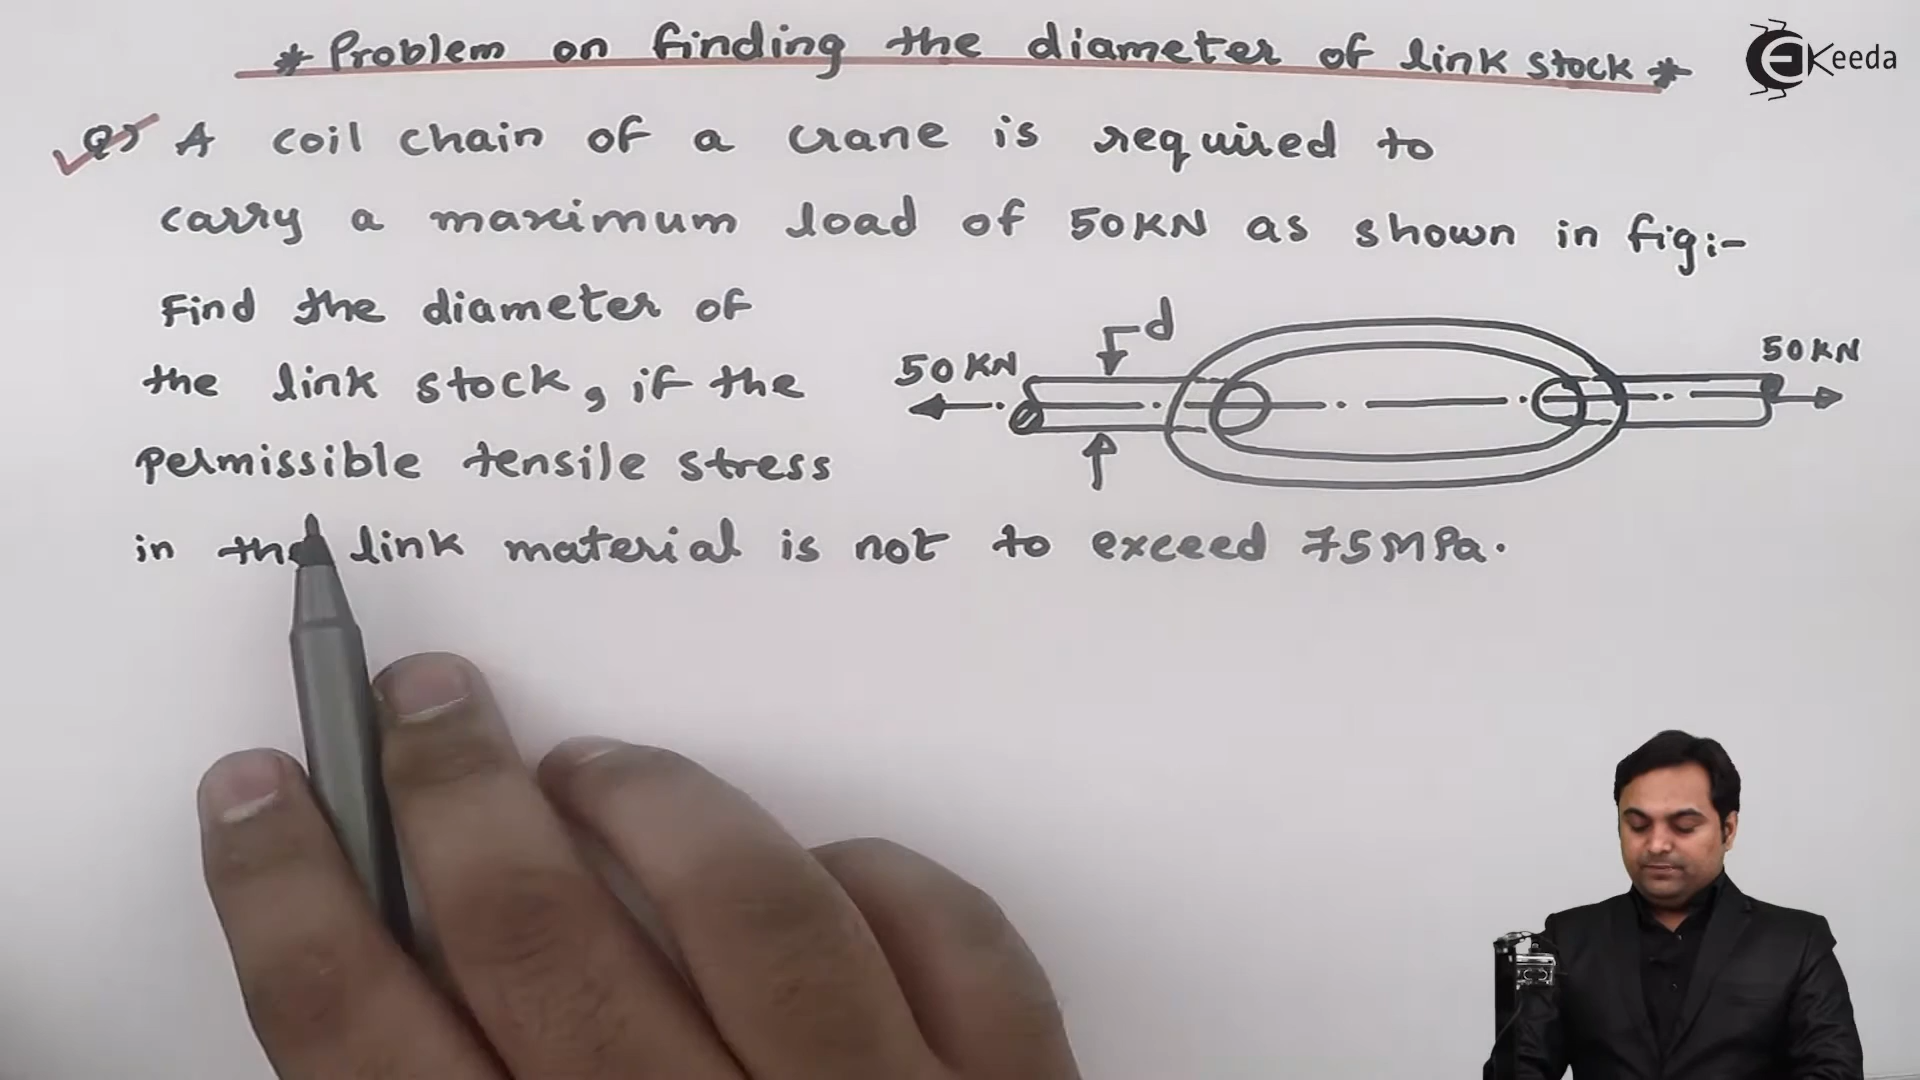 * Problem on finding the diameter of link stock *
EKeeda
Q) A coil chain of a crane is required to
carry a maximum load of 50KN as shown in fig:-
Find the diameter of
the link stock, if the
permissible tensile stress
in the link material is not to exceed 75MPa.
d
50KN
50KN